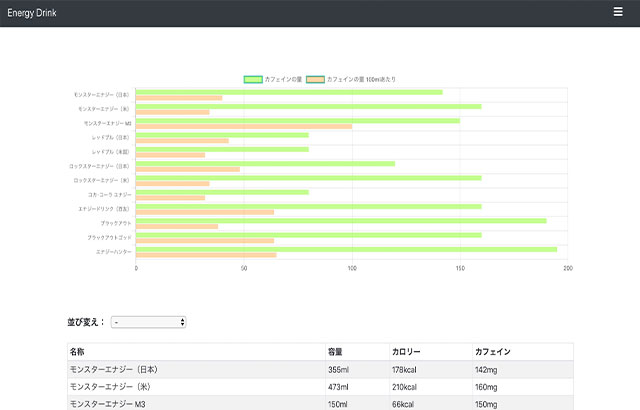 Energy Drink
カフェインの量 カフェインの量 100mlあたり
モンスターエナジー（日本）
モンスターエナジー（米）
モンスターエナジー M3
レッドブル（日本）
レッドブル（米国）
ロックスターエナジー（日本）
ロックスターエナジー（米）
コカ・コーラ エナジー
エナジードリンク（西友）
ブラックアウト
ブラックアウトゴッド
エナジーハンター
0 50 100 150 200
並び変え： -
名称 容量 カロリー カフェイン
モンスターエナジー（日本） 355ml 178kcal 142mg
モンスターエナジー（米） 473ml 210kcal 160mg
モンスターエナジー M3 150ml 66kcal 150mg